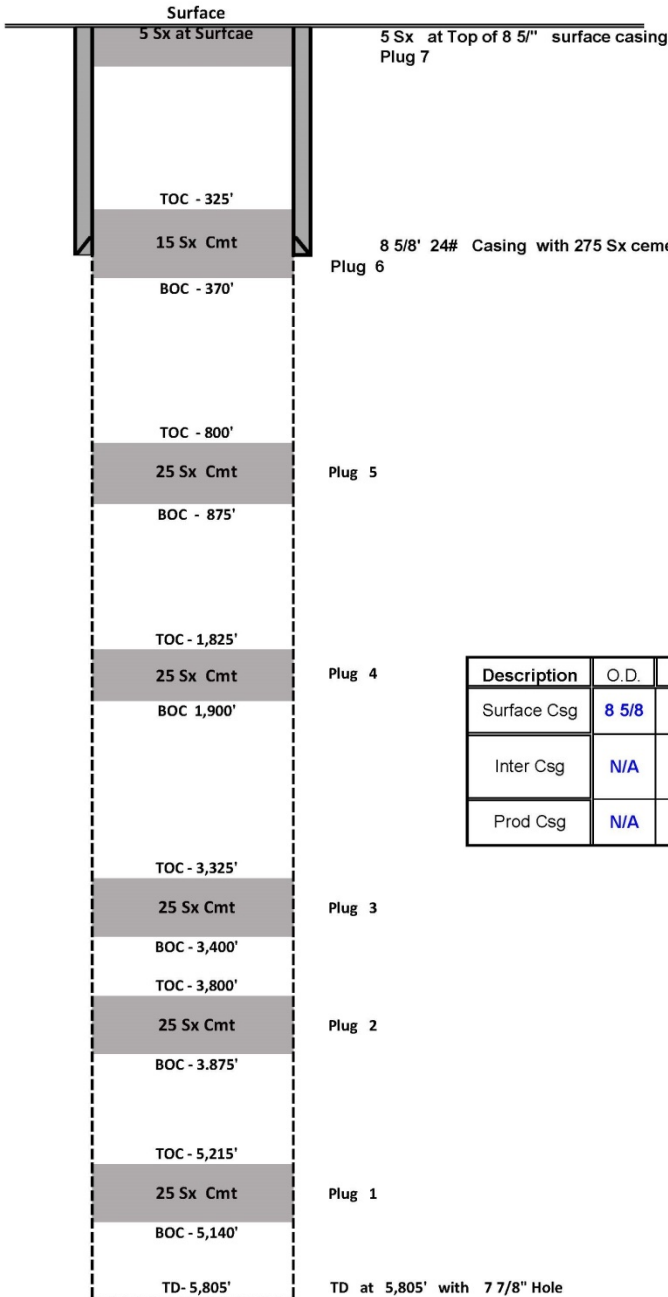 Surface
5 Sx at Surfcae
5 Sx at Top of 8 5/" surface casing
Plug 7
TOC - 325'
15 Sx Cmt
8 5/8' 24# Casing with 275 Sx ceme
Plug 6
BOC - 370'
TOC - 800'
25 Sx Cmt
Plug 5
BOC - 875'
TOC - 1,825'
25 Sx Cmt
Plug 4
BOC 1,900'
Description O.D.
Surface Csg 8 5/8
Inter Csg N/A
Prod Csg N/A
TOC - 3,325'
25 Sx Cmt
Plug 3
BOC - 3,400'
TOC - 3,800'
25 Sx Cmt
Plug 2
BOC - 3.875'
TOC - 5,215'
25 Sx Cmt
Plug 1
BOC - 5,140'
TD- 5,805'
TD at 5,805' with 7 7/8" Hole